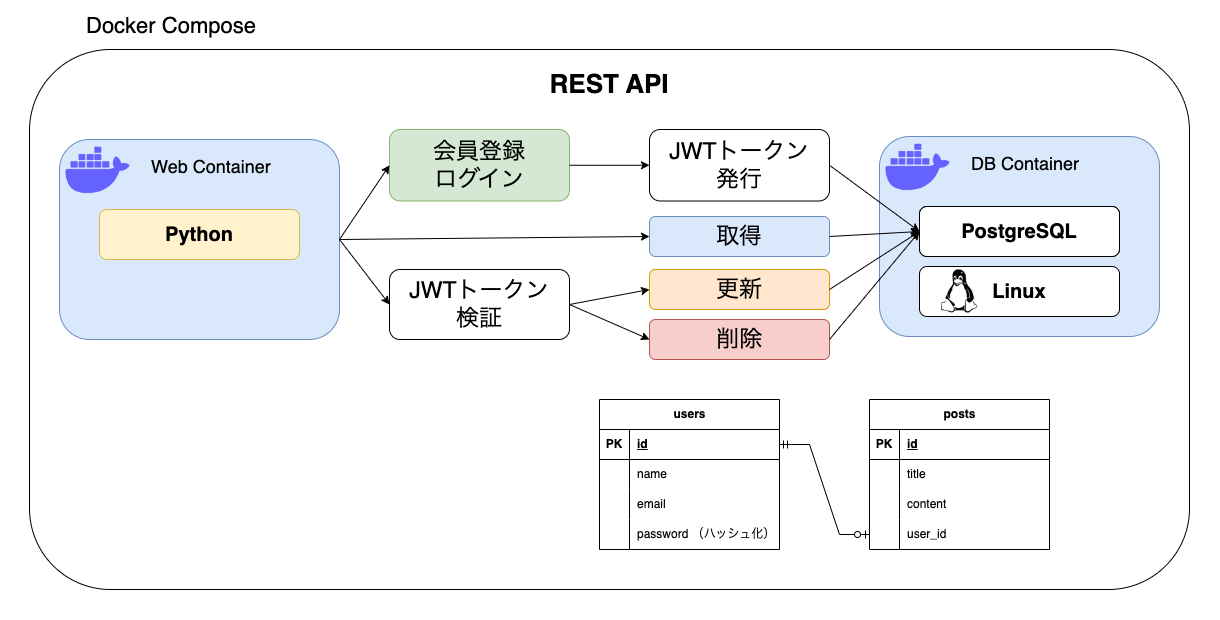 Docker Compose
REST API
Web Container
Python
会員登録
ログイン
JWTトークン
発行
取得
JWTトークン
検証
更新
削除
DB Container
PostgreSQL
Linux
users
PK id
name
email
password （ハッシュ化）
posts
PK id
title
content
user_id